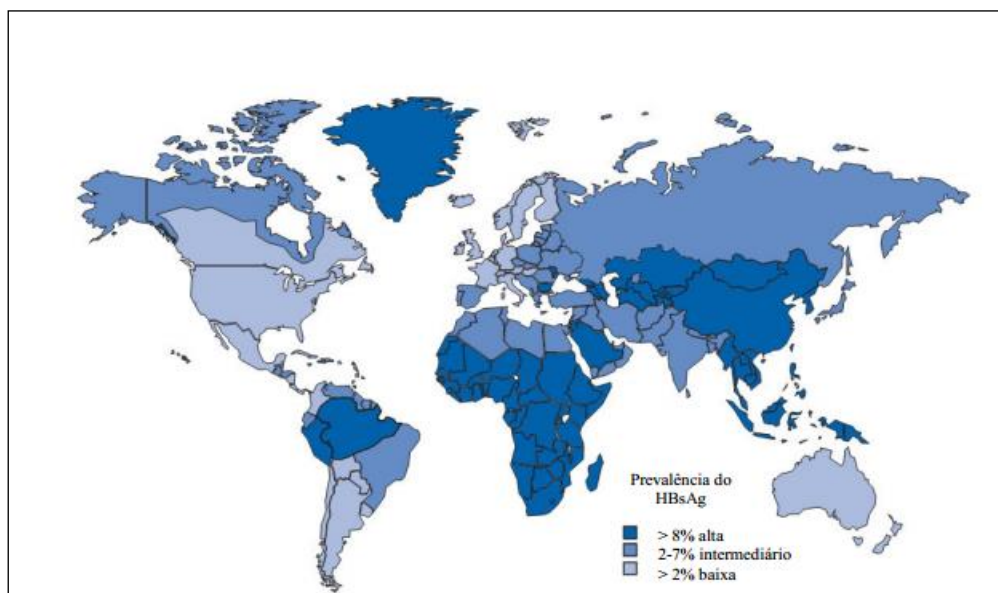 Prevalência do
HBsAg
> 8% alta
2-7% intermediário
> 2% baixa